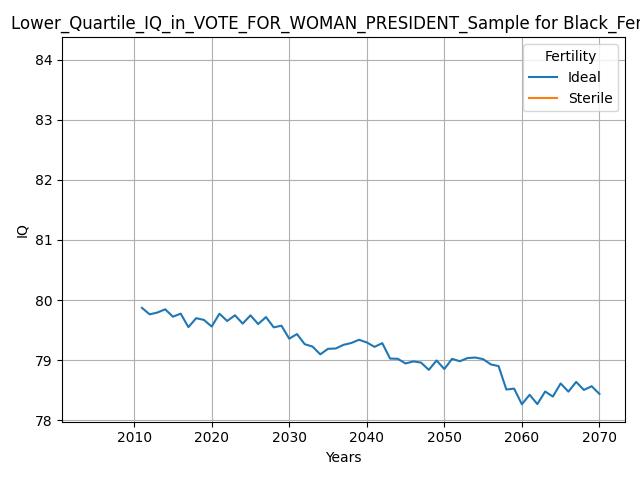 Lower_Quartile_IQ_in_VOTE_FOR_WOMAN_PRESIDENT_Sample for Black_Fer
Fertility
Ideal
Sterile
84
83
82
81
80
79
78
IQ
2010 2020 2030 2040 2050 2060 2070
Years